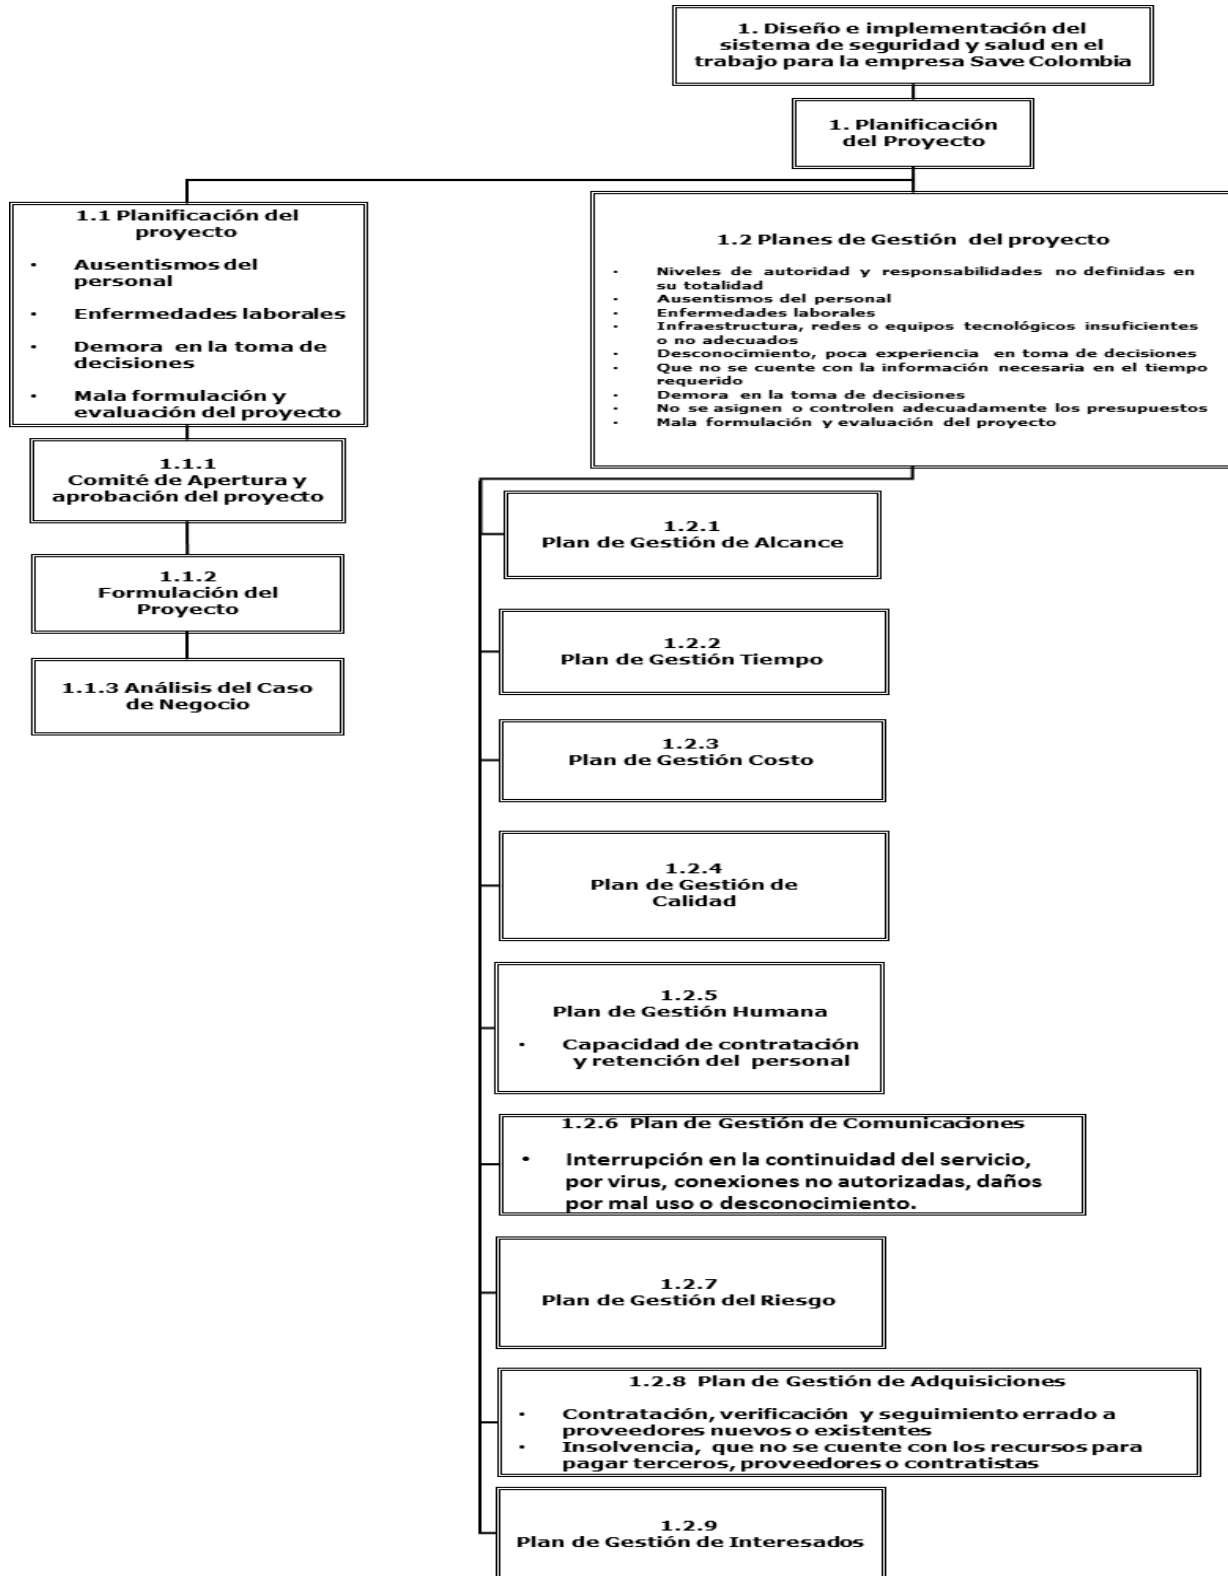 1. Diseño e implementación del
sistema de seguridad y salud en el
trabajo para la empresa Save Colombia
1. Planificación
del Proyecto
1.1 Planificación del
proyecto
· Ausentismos del
personal
· Enfermedades laborales
· Demora en la toma de
decisiones
· Mala formulación y
evaluación del proyecto
1.1.1
Comité de Apertura y
aprobación del proyecto
1.1.2
Formulación del
Proyecto
1.1.3 Análisis del Caso
de Negocio
1.2 Planes de Gestión del proyecto
· Niveles de autoridad y responsabilidades no definidas en
su totalidad
· Ausentismos del personal
· Enfermedades laborales
· Infraestructura, redes o equipos tecnológicos insuficientes
o no adecuados
· Desconocimiento, poca experiencia en toma de decisiones
· Que no se cuente con la información necesaria en el tiempo
requerido
· Demora en la toma de decisiones
· No se asignen o controlen adecuadamente los presupuestos
· Mala formulación y evaluación del proyecto
1.2.1
Plan de Gestión de Alcance
1.2.2
Plan de Gestión Tiempo
1.2.3
Plan de Gestión Costo
1.2.4
Plan de Gestión de
Calidad
1.2.5
Plan de Gestión Humana
· Capacidad de contratación
y retención del personal
1.2.6 Plan de Gestión de Comunicaciones
• Interrupción en la continuidad del servicio,
por virus, conexiones no autorizadas, daños
por mal uso o desconocimiento.
1.2.7
Plan de Gestión del Riesgo
1.2.8 Plan de Gestión de Adquisiciones
· Contratación, verificación y seguimiento errado a
proveedores nuevos o existentes
· Insolvencia, que no se cuente con los recursos para
pagar terceros, proveedores o contratistas
1.2.9
Plan de Gestión de Interesados